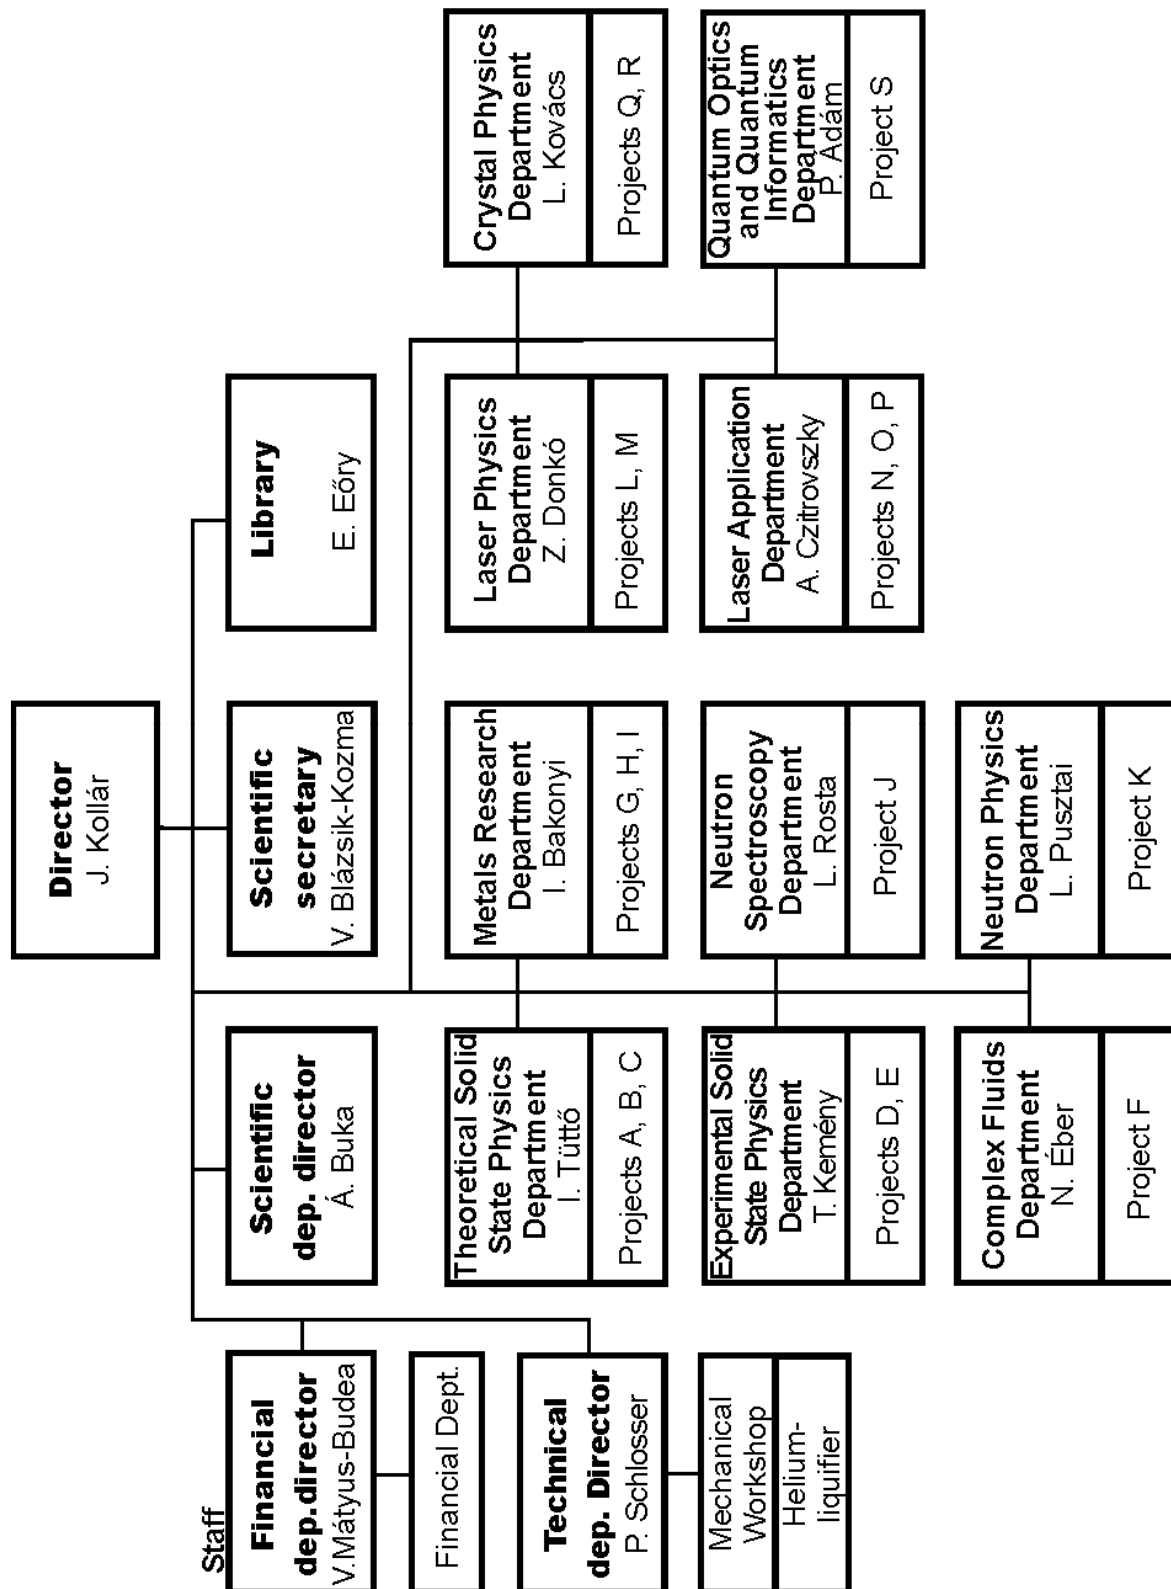 Director
J. Kollár
Staff
Financial
dep.director
V.Mátyus-Budea
Financial Dept.
Technical
dep. Director
P. Schlosser
Mechanical
Workshop
Helium-
liquifier
Scientific
dep. director
Á. Buka
Scientific
secretary
V. Blázsik-Kozma
Library
E. Eőry
Theoretical Solid
State Physics
Department
I. Tüttő
Projects A, B, C
Metals Research
Department
I. Bakonyi
Projects G, H, I
Laser Physics
Department
Z. Donkó
Projects L, M
Crystal Physics
Department
L. Kovács
Projects Q, R
Experimental Solid
State Physics
Department
T. Kemény
Projects D, E
Neutron
Spectroscopy
Department
L. Rosta
Project J
Laser Application
Department
A. Czitrovszky
Projects N, O, P
Quantum Optics
and Quantum
Informatics
Department
P. Ádám
Project S
Complex Fluids
Department
N. Éber
Project F
Neutron Physics
Department
L. Pusztai
Project K